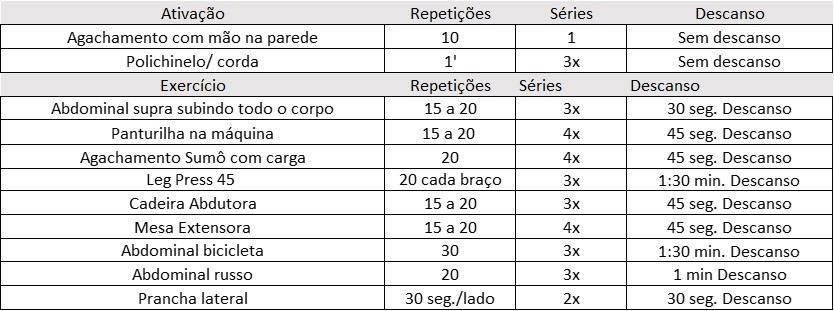 Ativação Repetições Séries Descanso
Agachamento com mão na parede 10 1 Sem descanso
Polichinelo/ corda 1' 3x Sem descanso
Exercício Repetições Séries Descanso
Abdominal supra subindo todo o corpo 15 a 20 3x 30 seg. Descanso
Panturilha na máquina 15 a 20 4x 45 seg. Descanso
Agachamento Sumô com carga 20 4x 45 seg. Descanso
Leg Press 45 20 cada braço 3x 1:30 min. Descanso
Cadeira Abdutora 15 a 20 3x 45 seg. Descanso
Mesa Extensora 15 a 20 4x 45 seg. Descanso
Abdominal bicicleta 30 3x 1:30 min. Descanso
Abdominal russo 20 3x 1 min Descanso
Prancha lateral 30 seg./lado 2x 30 seg. Descanso